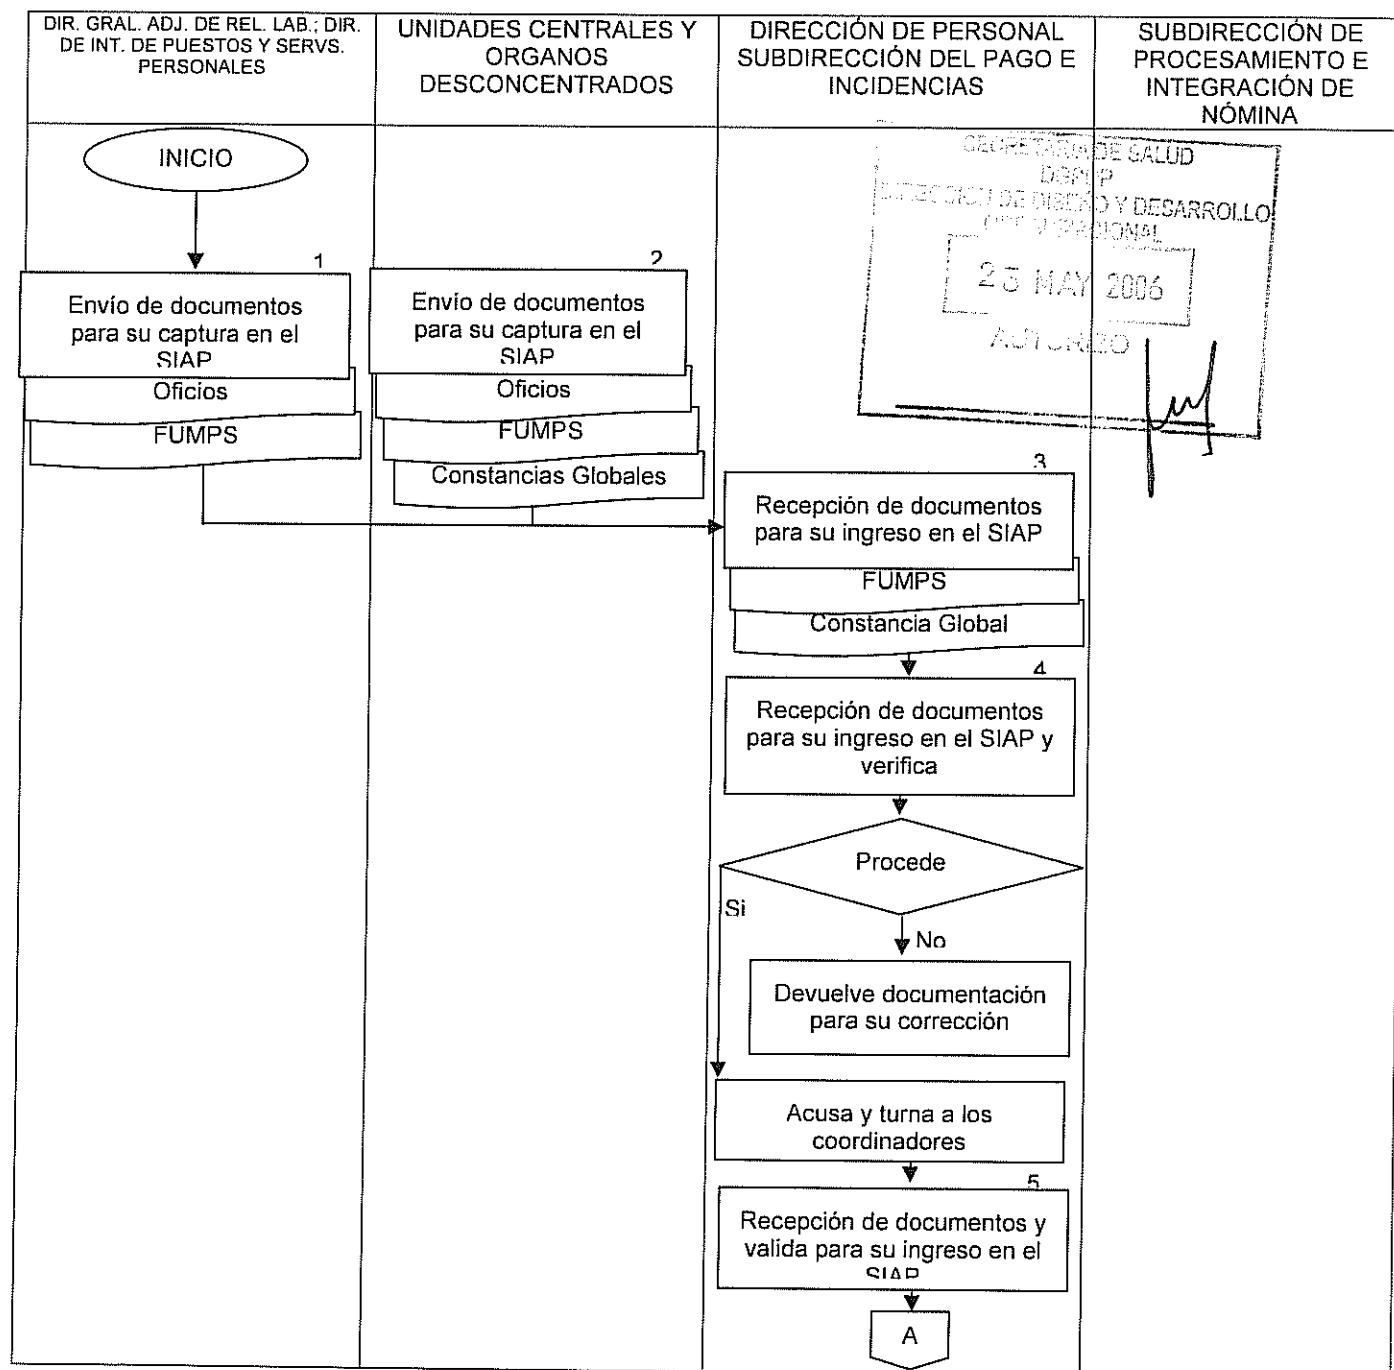 DIR. GRAL. ADJ. DE REL. LAB.; DIR.
DE INT. DE PUESTOS Y SERVS.
PERSONALES
UNIDADES CENTRALES Y
ORGANOS
DESCONCENTRADOS
DIRECCIÓN DE PERSONAL
SUBDIRECCIÓN DEL PAGO E
INCIDENCIAS
SUBDIRECCIÓN DE
PROCESAMIENTO E
INTEGRACIÓN DE
NÓMINA
INICIO
SECRETARIA DE SALUD
DIRECCION DE DISEÑO Y DESARROLLO
MAY 2006
AUTORIZO
1
Envío de documentos
para su captura en el
SIAP
Oficios
FUMPS
2
Envío de documentos
para su captura en el
SIAP
Oficios
FUMPS
Constancias Globales
3
Recepción de documentos
para su ingreso en el SIAP
FUMPS
Constancia Global
4
Recepción de documentos
para su ingreso en el SIAP y
verifica
Procede
Si
No
Devuelve documentación
para su corrección
Acusa y turna a los
coordinadores
5
Recepción de documentos y
valida para su ingreso en el
SIAP
A